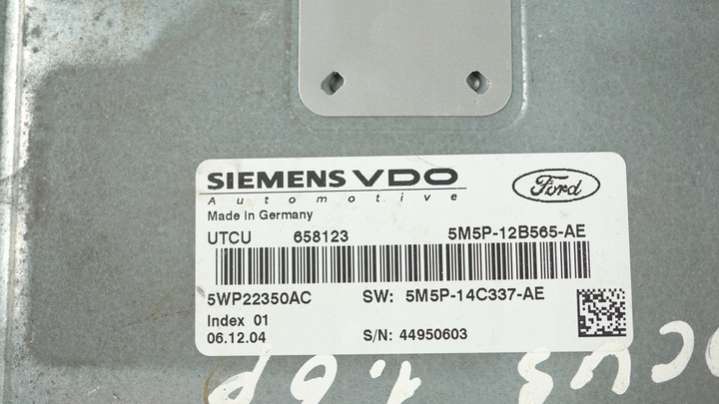 SIEMENS VDO
Automotive
Ford
Made in Germany
UTCU 658123 5M5P-12B565-AE
5WP22350AC SW: 5M5P-14C337-AE
Index 01
06.12.04 S/N: 44950603
OCUS
1.6P